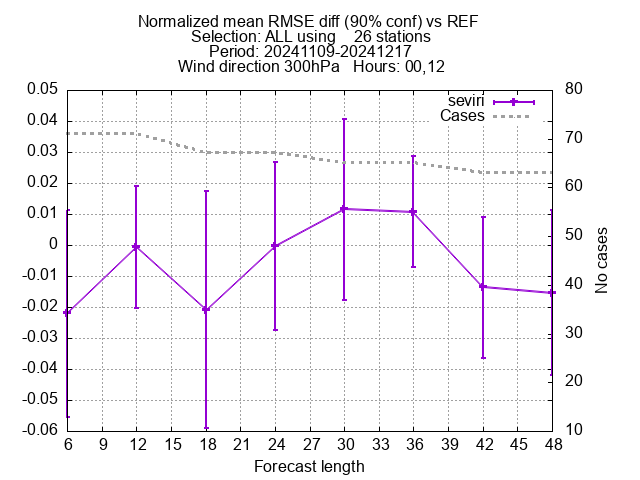 Normalized mean RMSE diff (90% conf) vs REF
Selection: ALL using    26 stations
Period: 20241109-20241217
Wind direction 300hPa   Hours: 00,12
seviri
Cases
0.05
0.04
0.03
0.02
0.01
0
-0.01
-0.02
-0.03
-0.04
-0.05
-0.06
80
70
60
50
40
30
20
10
No cases
6 9 12 15 18 21 24 27 30 33 36 39 42 45 48
Forecast length